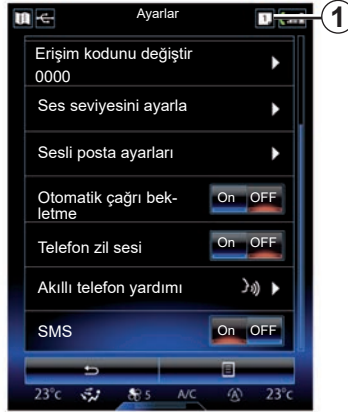 Ayarlar
1
1
Erişim kodunu değiştir
0000
Ses seviyesini ayarla
Sesli posta ayarları
Otomatik çağrı bek-
letme
On OFF
Telefon zil sesi
On OFF
Akıllı telefon yardımı
SMS
On OFF
23°c 5 A/C A 23°c